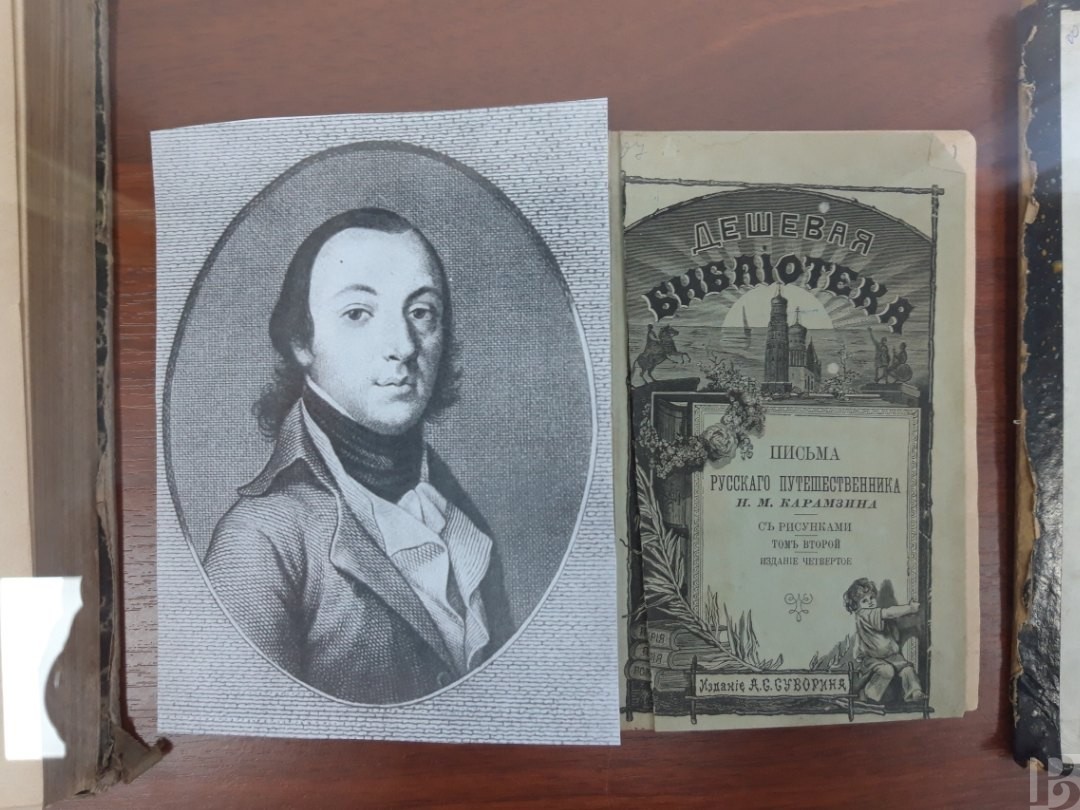 ДЕШЕВАЯ
БИБЛІОТЕКА
ПИСЬМА
РУССКАГО ПУТЕШЕСТВЕННИКА
Н. М. КАРАМЗИНА
СЪ РИСУНКАМИ
ТОМЪ ВТОРОЙ
ИЗДАНІЕ ЧЕТВЕРТОЕ
Изданіе А. С. СУВОРИНА